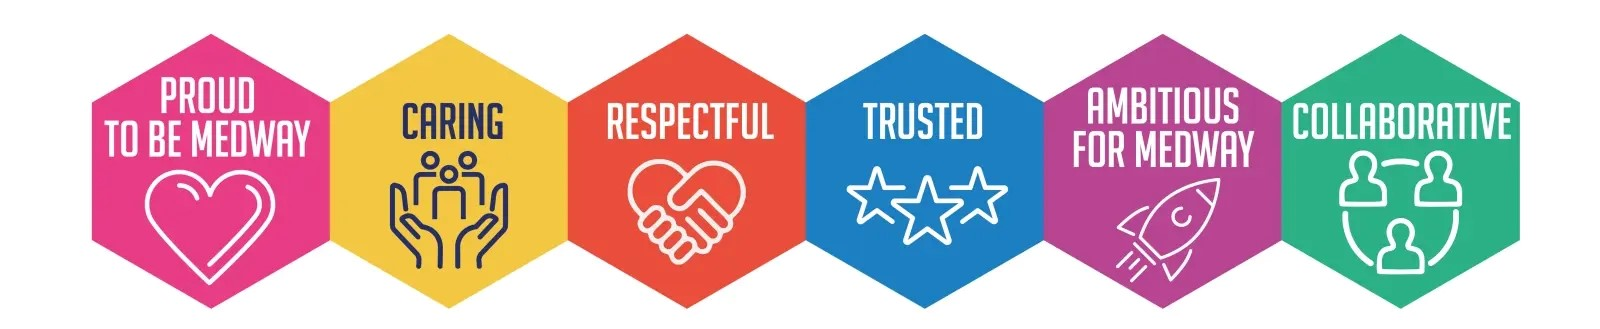 PROUD
TO BE MEDWAY
CARING
RESPECTFUL
TRUSTED
AMBITIOUS
FOR MEDWAY
COLLABORATIVE